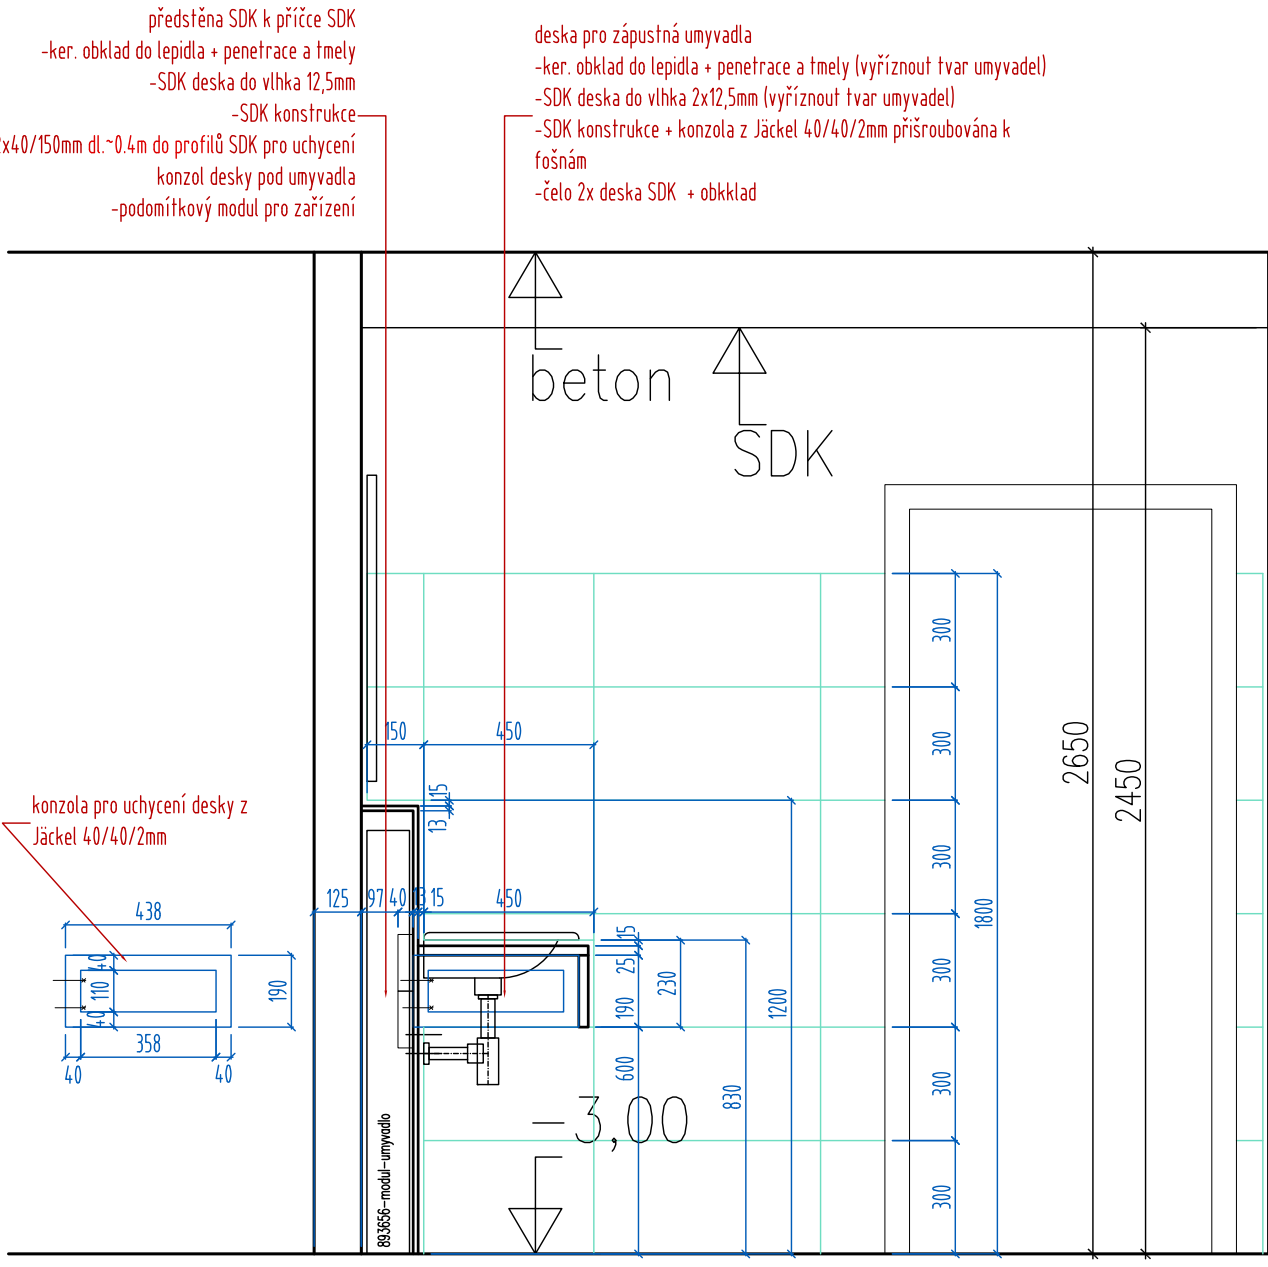 předstěna SDK k příčce SDK
-ker. obklad do lepidla + penetrace a tmely
-SDK deska do vlhka 12,5mm
-SDK konstrukce
x40/150mm dl.~0.4m do profilů SDK pro uchycení
konzol desky pod umyvadla
-podomítkový modul pro zařízení
deska pro zápustná umyvadla
-ker. obklad do lepidla + penetrace a tmely (vyříznout tvar umyvadel)
-SDK deska do vlhka 2x12,5mm (vyříznout tvar umyvadel)
-SDK konstrukce + konzola z Jäckel 40/40/2mm přišroubována k
fošnám
-čelo 2x deska SDK + obkklad
beton
SDK
2650
2450
300
300
300
300
300
300
1800
150
450
15
13
konzola pro uchycení desky z
Jäckel 40/40/2mm
438
40
110
40
190
358
40
40
125
97
40
13
15
450
15
25
190
230
600
830
1200
893656-modul-umyvadlo
- 3,00